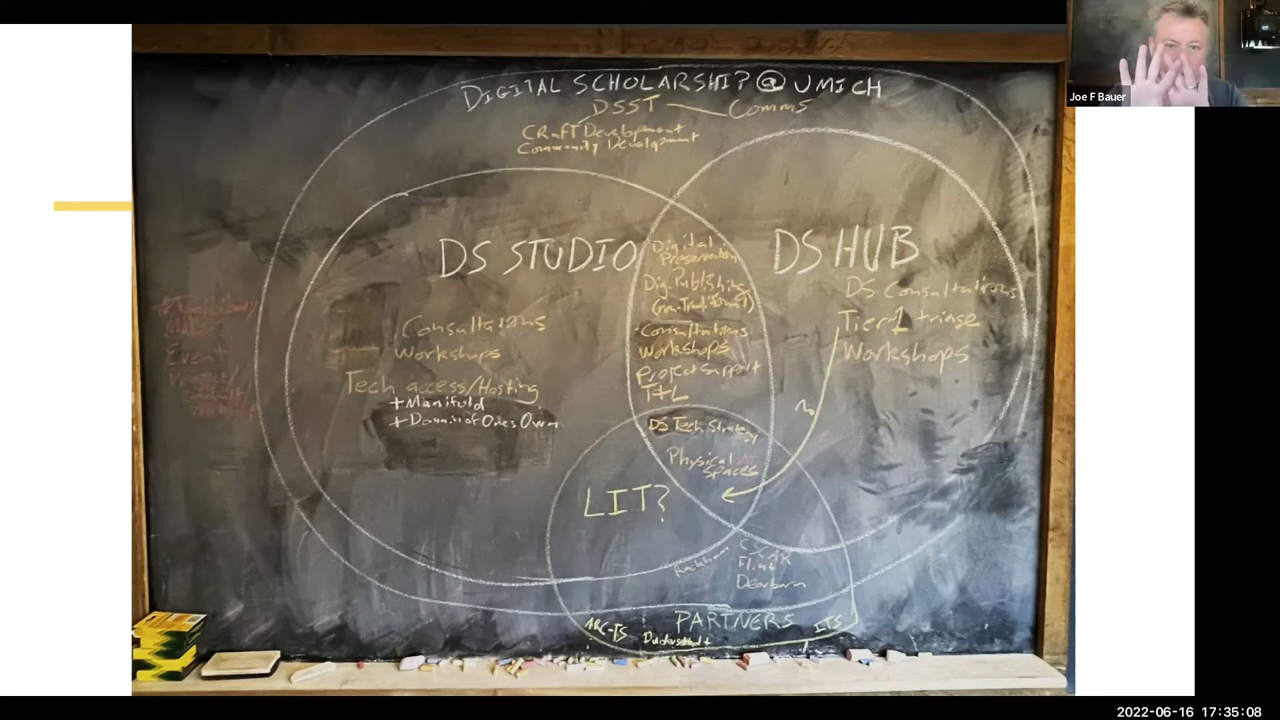 DIGITAL SCHOLARSHIP @ UMICH
DSST Comms
Craft Development
Community Development
DS STUDIO
Consultations
Workshops
Tech access/Hosting
+Manifold
+Domain of Ones Own
Digital
Preservation
Dig. Publishing
(non-Traditional)
Consultations
Workshops
Project Support
T+L
DS Tech Strategy
Physical
Spaces
DS HUB
DS Consultations
Tier 1 triage
Workshops
LIT?
Event
Flint
Dearborn
PARTNERS
ARC-TS
ITS
Joe F Bauer
2022-06-16 17:35:08